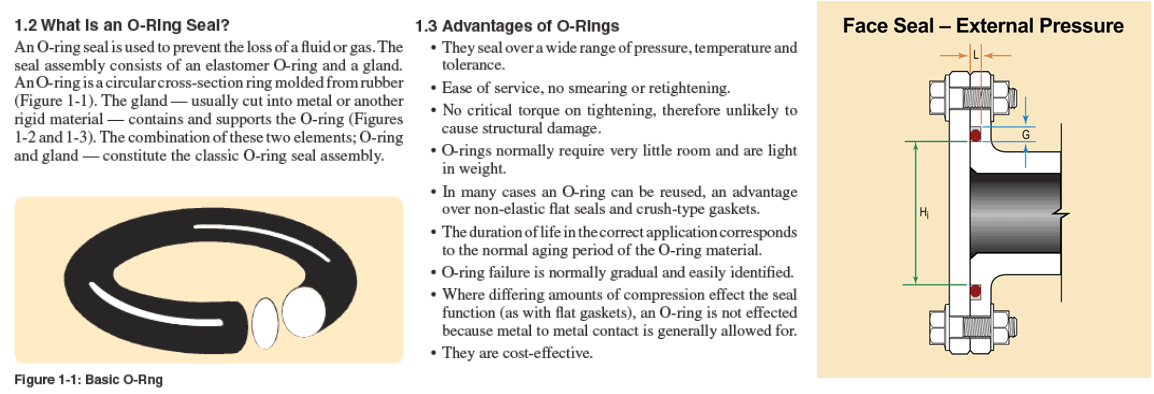 1.2 What Is an O-Ring Seal?
An O-ring seal is used to prevent the loss of a fluid or gas. The
seal assembly consists of an elastomer O-ring and a gland.
An O-ring is a circular cross-section ring molded from rubber
(Figure 1-1). The gland — usually cut into metal or another
rigid material — contains and supports the O-ring (Figures
1-2 and 1-3). The combination of these two elements; O-ring
and gland — constitute the classic O-ring seal assembly.
Figure 1-1: Basic O-Rng
1.3 Advantages of O-Rings
• They seal over a wide range of pressure, temperature and
tolerance.
• Ease of service, no smearing or retightening.
• No critical torque on tightening, therefore unlikely to
cause structural damage.
• O-rings normally require very little room and are light
in weight.
• In many cases an O-ring can be reused, an advantage
over non-elastic flat seals and crush-type gaskets.
• The duration of life in the correct application corresponds
to the normal aging period of the O-ring material.
• O-ring failure is normally gradual and easily identified.
• Where differing amounts of compression effect the seal
function (as with flat gaskets), an O-ring is not effected
because metal to metal contact is generally allowed for.
• They are cost-effective.
Face Seal – External Pressure
L
G
Hi